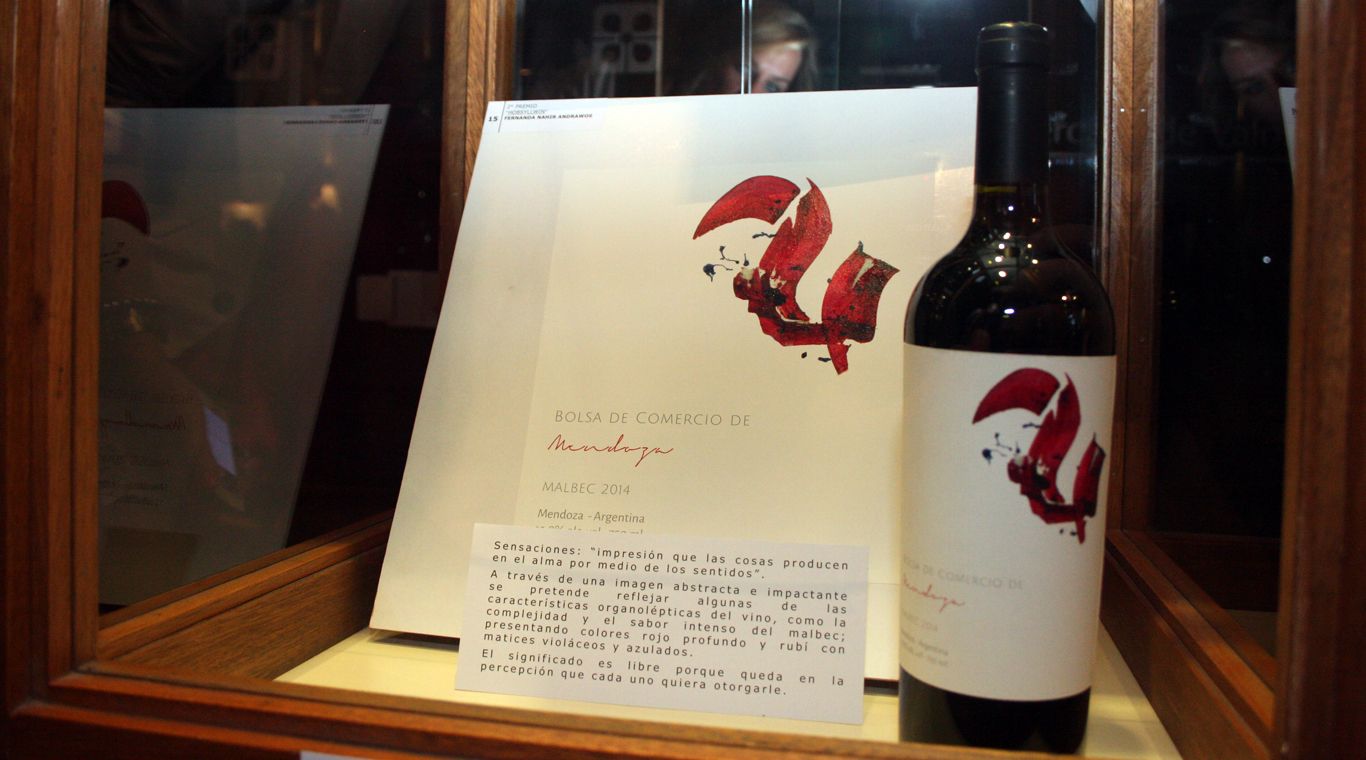 2º PREMIO
15
FERNANDA NAHIR ANDRAWOS
BOLSA DE COMERCIO DE
Mendoza
MALBEC 2014
Mendoza - Argentina
Sensaciones: “impresión que las cosas producen
en el alma por medio de los sentidos”.
A través de una imagen abstracta e impactante
se pretende reflejar algunas de las
características organolépticas del vino, como la
complejidad y el sabor intenso del malbec;
presentando colores rojo profundo y rubí con
matices violáceos y azulados.
El significado es libre porque queda en la
percepción que cada uno quiera otorgarle.
DE COMERCIO DE
Mendoza
2014
Argentina